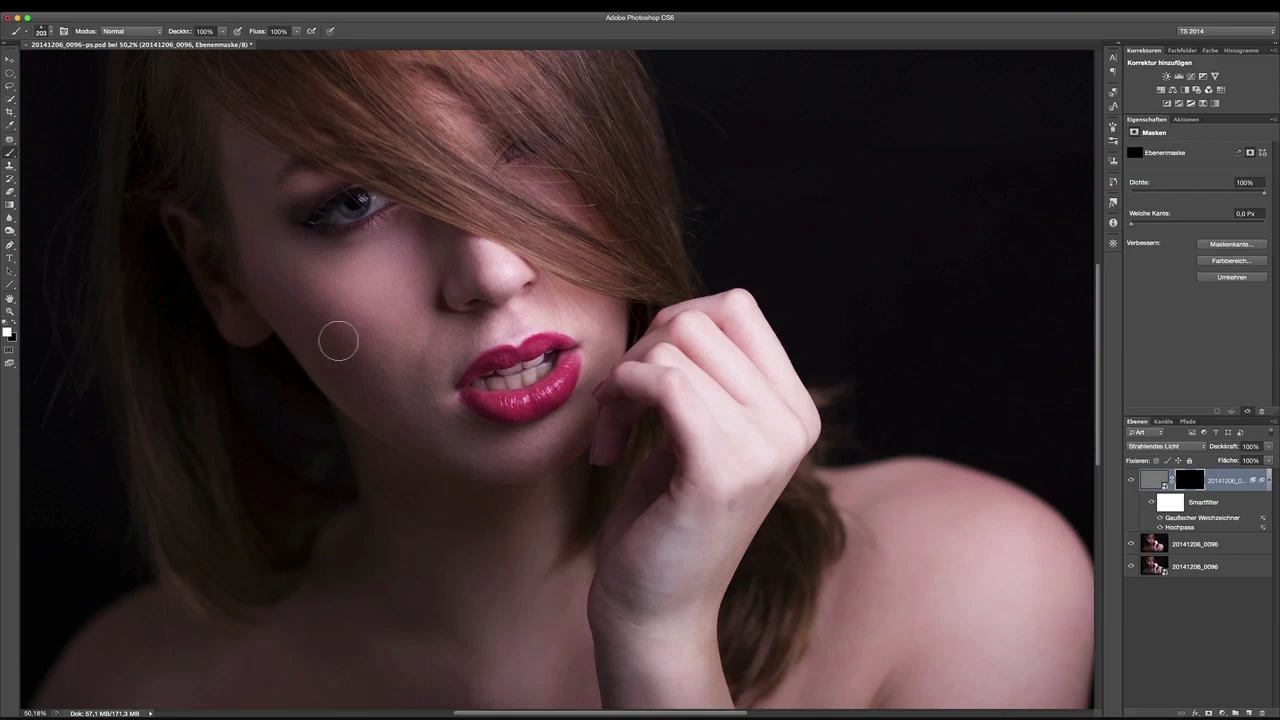 Adobe Photoshop CS6
203 Modus: Normal Deckkr.: 100% Fluss: 100% TS 2014
20141206_0096-ps.psd bei 50,2% (20141206_0096, Ebenenmaske/8) *
Korrekturen Farbfelder Farbe Histogramm
Korrektur hinzufügen
Eigenschaften Aktionen
Masken
Ebenenmaske
Dichte: 100%
Weiche Kante: 0,0 Px
Verbessern: Maskenkante...
Farbbereich...
Umkehren
Ebenen Kanäle Pfade
Art
Strahlendes Licht Deckkraft: 100%
Fixieren: Fläche: 100%
20141206_0...
Smartfilter
Gaußscher Weichzeichner
Hochpass
20141206_0096
20141206_0096
50,18% Dok: 57,1 MB/171,3 MB